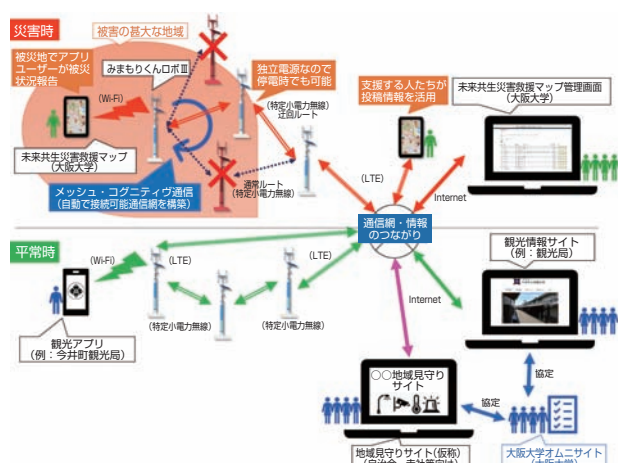 災害時
被害の甚大な地域
被災地でアプリ
ユーザーが被災
状況報告
みまもりくんロボⅢ
独立電源なので
停電時でも可能
支援する人たちが
投稿情報を活用
未来共生災害救援マップ管理画面
(大阪大学)
(Wi-Fi)
(特定小電力無線)
迂回ルート
未来共生災害救援マップ
(大阪大学)
メッシュ・コグニティヴ通信
(自動で接続可能通信網を構築)
通常ルート
(特定小電力無線)
(LTE)
Internet
通信網・情報
のつながり
平常時
(Wi-Fi)
(LTE)
(LTE)
(特定小電力無線)
(特定小電力無線)
観光アプリ
(例:今井町観光局)
Internet
観光情報サイト
(例:観光局)
〇〇地域見守り
サイト
協定
協定
地域見守りサイト(仮称)
大阪大学オムニサイト